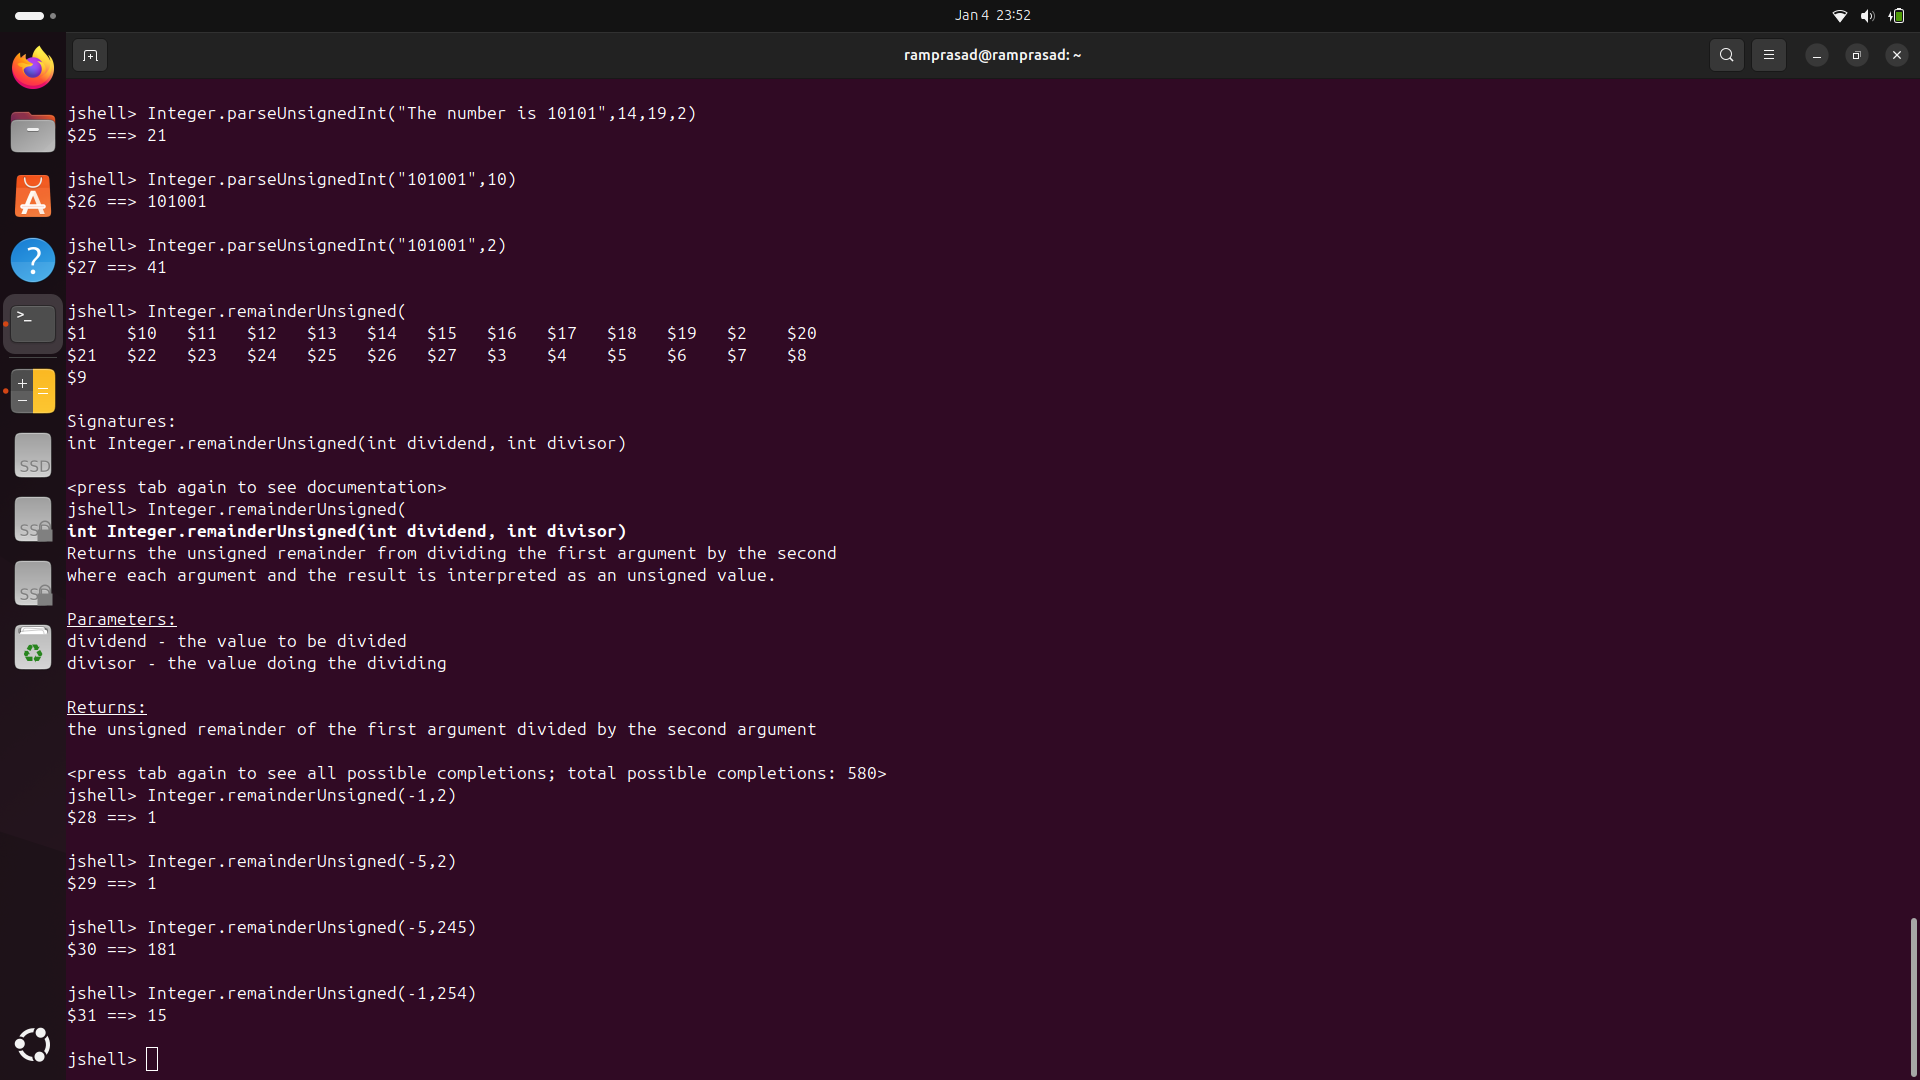 Jan 4 23:52
ramprasad@ramprasad: ~
jshell> Integer.parseUnsignedInt("The number is 10101",14,19,2)
$25 ==> 21
jshell> Integer.parseUnsignedInt("101001",10)
$26 ==> 101001
jshell> Integer.parseUnsignedInt("101001",2)
$27 ==> 41
jshell> Integer.remainderUnsigned(
$1 $10 $11 $12 $13 $14 $15 $16 $17 $18 $19 $2 $20
$21 $22 $23 $24 $25 $26 $27 $3 $4 $5 $6 $7 $8
$9
Signatures:
int Integer.remainderUnsigned(int dividend, int divisor)
<press tab again to see documentation>
jshell> Integer.remainderUnsigned(
int Integer.remainderUnsigned(int dividend, int divisor)
Returns the unsigned remainder from dividing the first argument by the second
where each argument and the result is interpreted as an unsigned value.
Parameters:
dividend - the value to be divided
divisor - the value doing the dividing
Returns:
the unsigned remainder of the first argument divided by the second argument
<press tab again to see all possible completions; total possible completions: 580>
jshell> Integer.remainderUnsigned(-1,2)
$28 ==> 1
jshell> Integer.remainderUnsigned(-5,2)
$29 ==> 1
jshell> Integer.remainderUnsigned(-5,245)
$30 ==> 181
jshell> Integer.remainderUnsigned(-1,254)
$31 ==> 15
jshell>
SSD